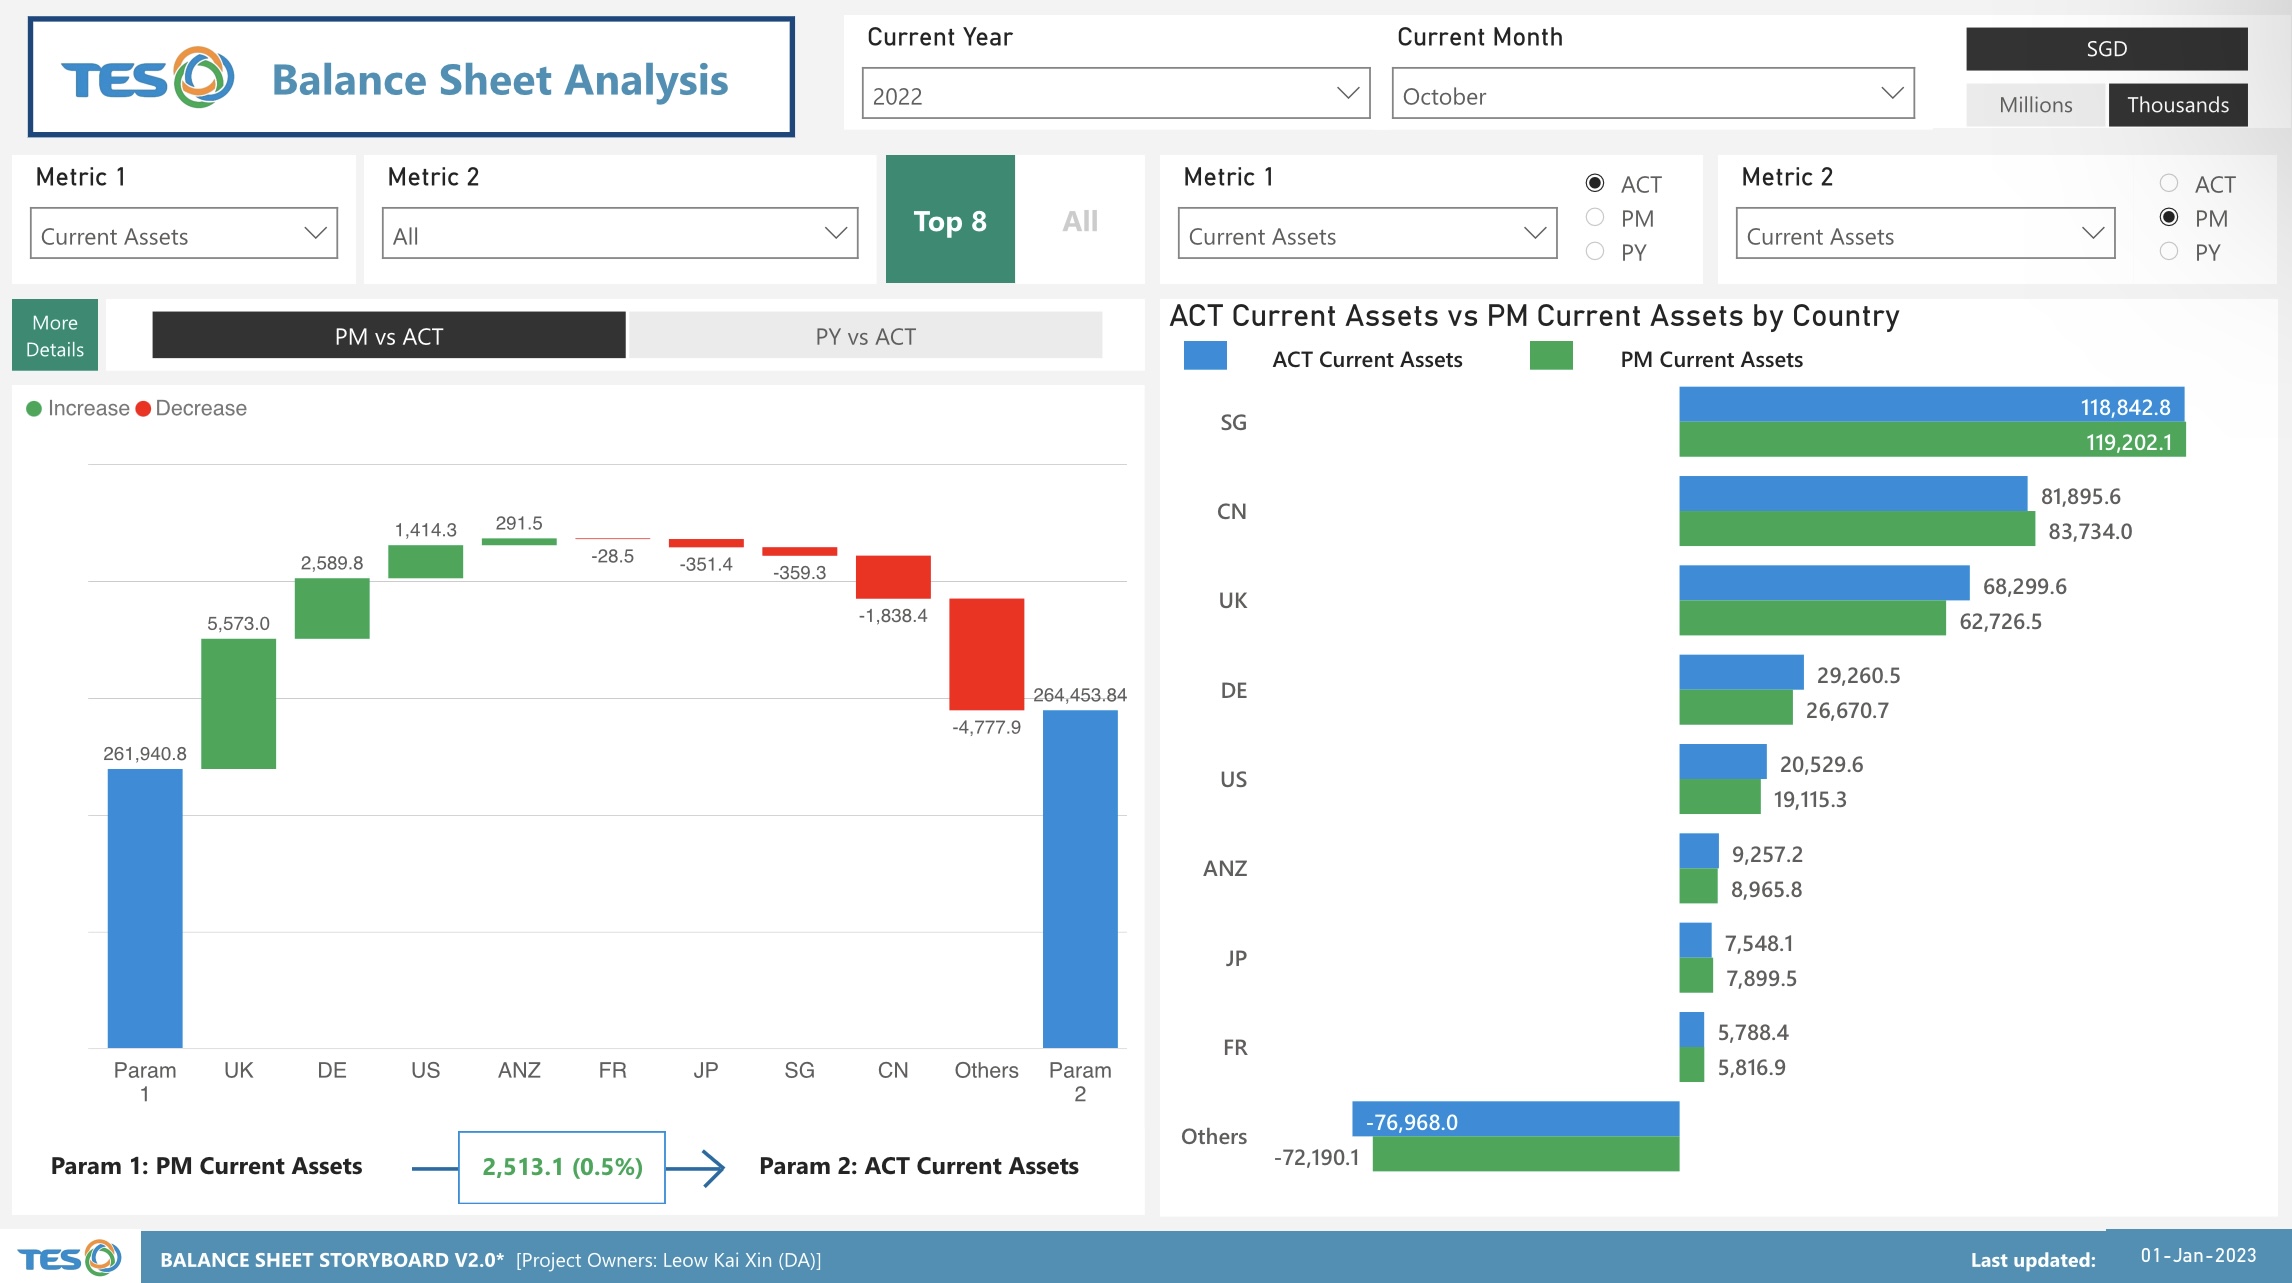 TES Balance Sheet Analysis
Current Year
2022
Current Month
October
SGD
Millions Thousands
Metric 1
Current Assets
Metric 2
All
Top 8
All
Metric 1
Current Assets
ACT
PM
PY
Metric 2
Current Assets
ACT
PM
PY
More
Details
PM vs ACT
PY vs ACT
Increase Decrease
261,940.8
5,573.0
2,589.8
1,414.3
291.5
-28.5
-351.4
-359.3
-1,838.4
-4,777.9
264,453.84
Param
1
UK
DE
US
ANZ
FR
JP
SG
CN
Others
Param
2
Param 1: PM Current Assets
2,513.1 (0.5%)
Param 2: ACT Current Assets
ACT Current Assets vs PM Current Assets by Country
ACT Current Assets
PM Current Assets
SG
118,842.8
119,202.1
CN
81,895.6
83,734.0
UK
68,299.6
62,726.5
DE
29,260.5
26,670.7
US
20,529.6
19,115.3
ANZ
9,257.2
8,965.8
JP
7,548.1
7,899.5
FR
5,788.4
5,816.9
Others
-76,968.0
-72,190.1
TES
BALANCE SHEET STORYBOARD V2.0* [Project Owners: Leow Kai Xin (DA)]
Last updated: 01-Jan-2023